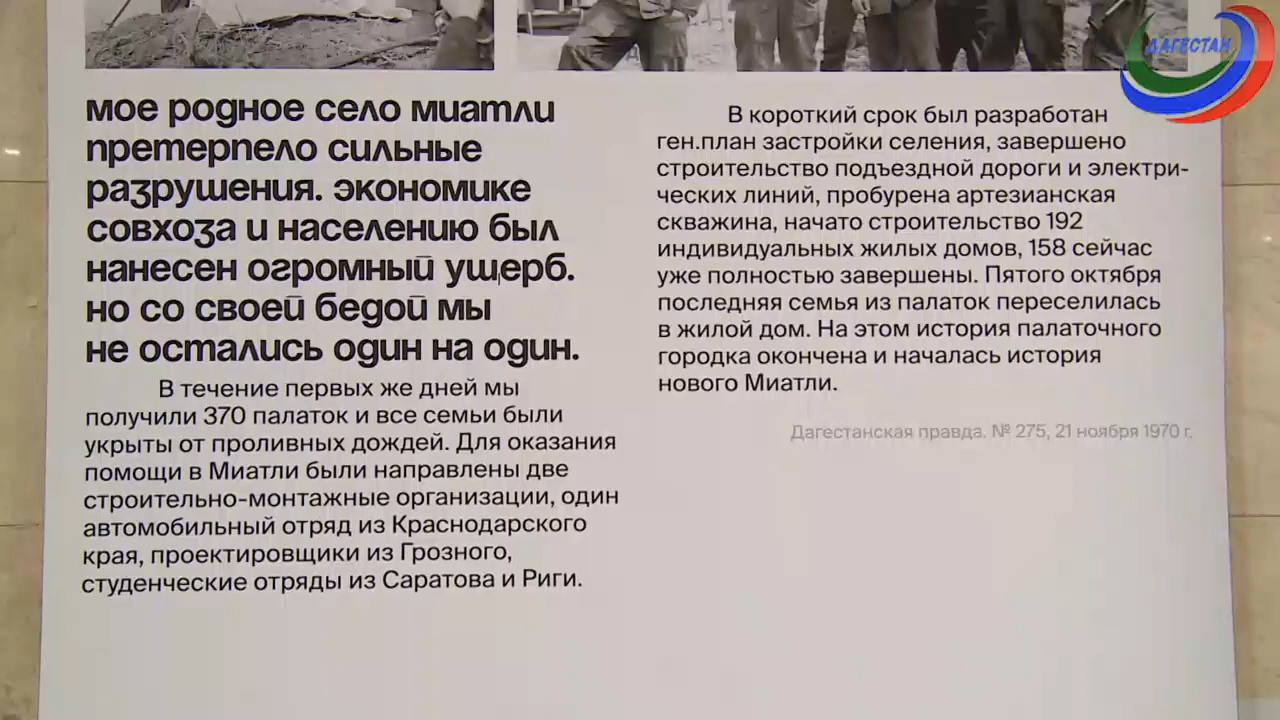 ДАГЕСТАН
мое родное село миатли
претерпело сильные
разрушения. экономике
совхоза и населению был
нанесен огромный ущерб.
но со своей бедой мы
не остались один на один.
В течение первых же дней мы
получили 370 палаток и все семьи были
укрыты от проливных дождей. Для оказания
помощи в Миатли были направлены две
строительно-монтажные организации, один
автомобильный отряд из Краснодарского
края, проектировщики из Грозного,
студенческие отряды из Саратова и Риги.
В короткий срок был разработан
ген.план застройки селения, завершено
строительство подъездной дороги и электри-
ческих линий, пробурена артезианская
скважина, начато строительство 192
индивидуальных жилых домов, 158 сейчас
уже полностью завершены. Пятого октября
последняя семья из палаток переселилась
в жилой дом. На этом история палаточного
городка окончена и началась история
нового Миатли.
Дагестанская правда. № 275, 21 ноября 1970 г.